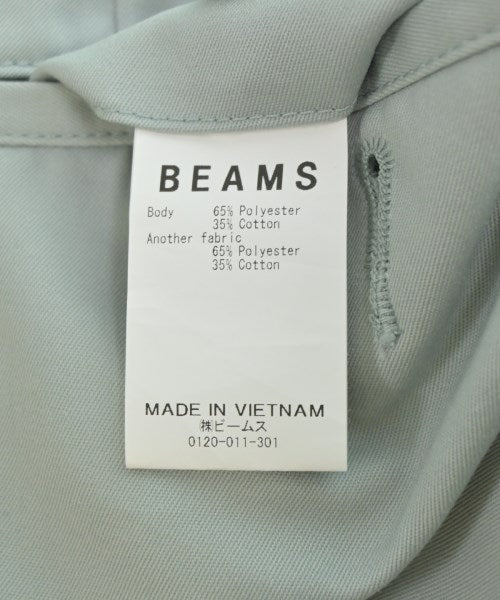 BEAMS
Body 65% Polyester
35% Cotton
Another fabric
65% Polyester
35% Cotton
MADE IN VIETNAM
㈱ビームス
0120-011-301